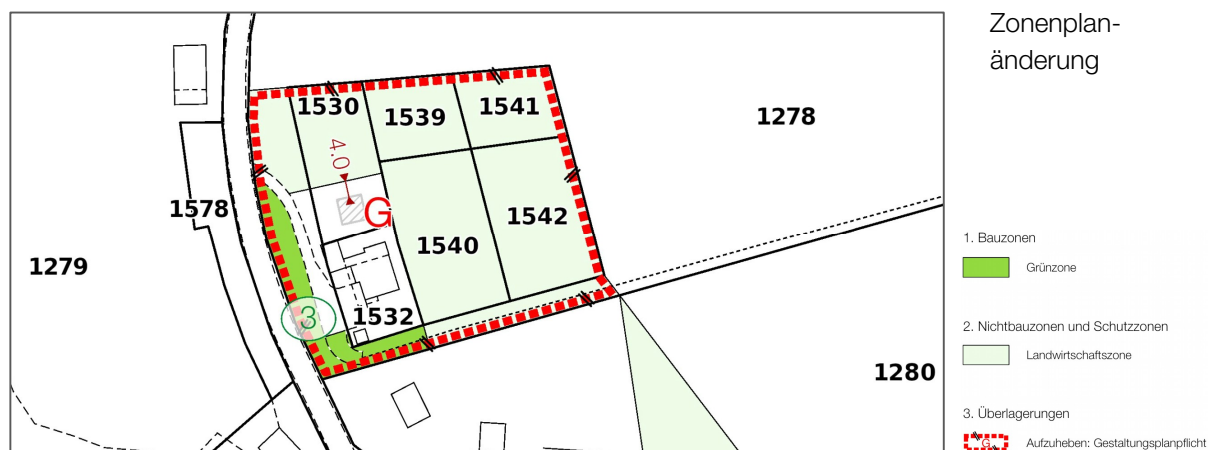 Zonenplan-
änderung
1530
1539
1541
1278
4.0
G
1578
1542
1540
1279
3
1532
1280
1. Bauzonen
Grünzone
2. Nichtbauzonen und Schutzzonen
Landwirtschaftszone
3. Überlagerungen
G
Aufzuheben: Gestaltungsplanpflicht